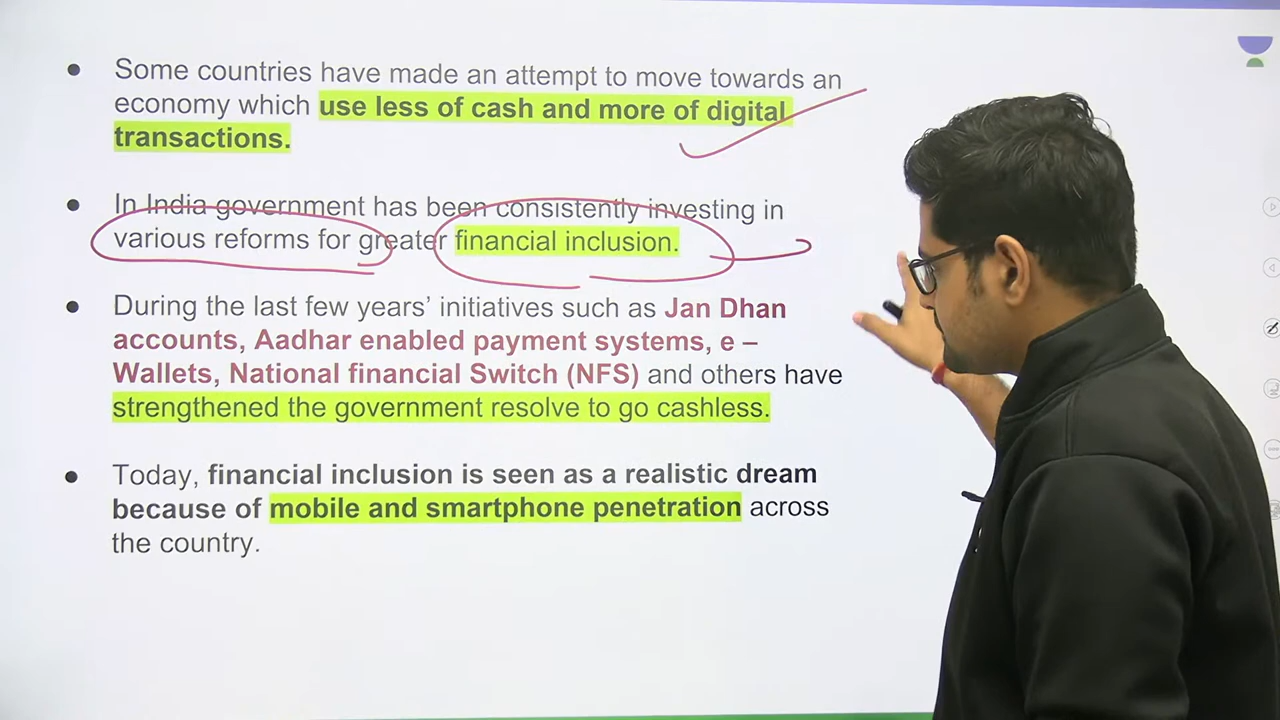 Some countries have made an attempt to move towards an
economy which use less of cash and more of digital
transactions.
In India government has been consistently investing in
various reforms for greater financial inclusion.
During the last few years’ initiatives such as Jan Dhan
accounts, Aadhar enabled payment systems, e –
Wallets, National financial Switch (NFS) and others have
strengthened the government resolve to go cashless.
Today, financial inclusion is seen as a realistic dream
because of mobile and smartphone penetration across
the country.